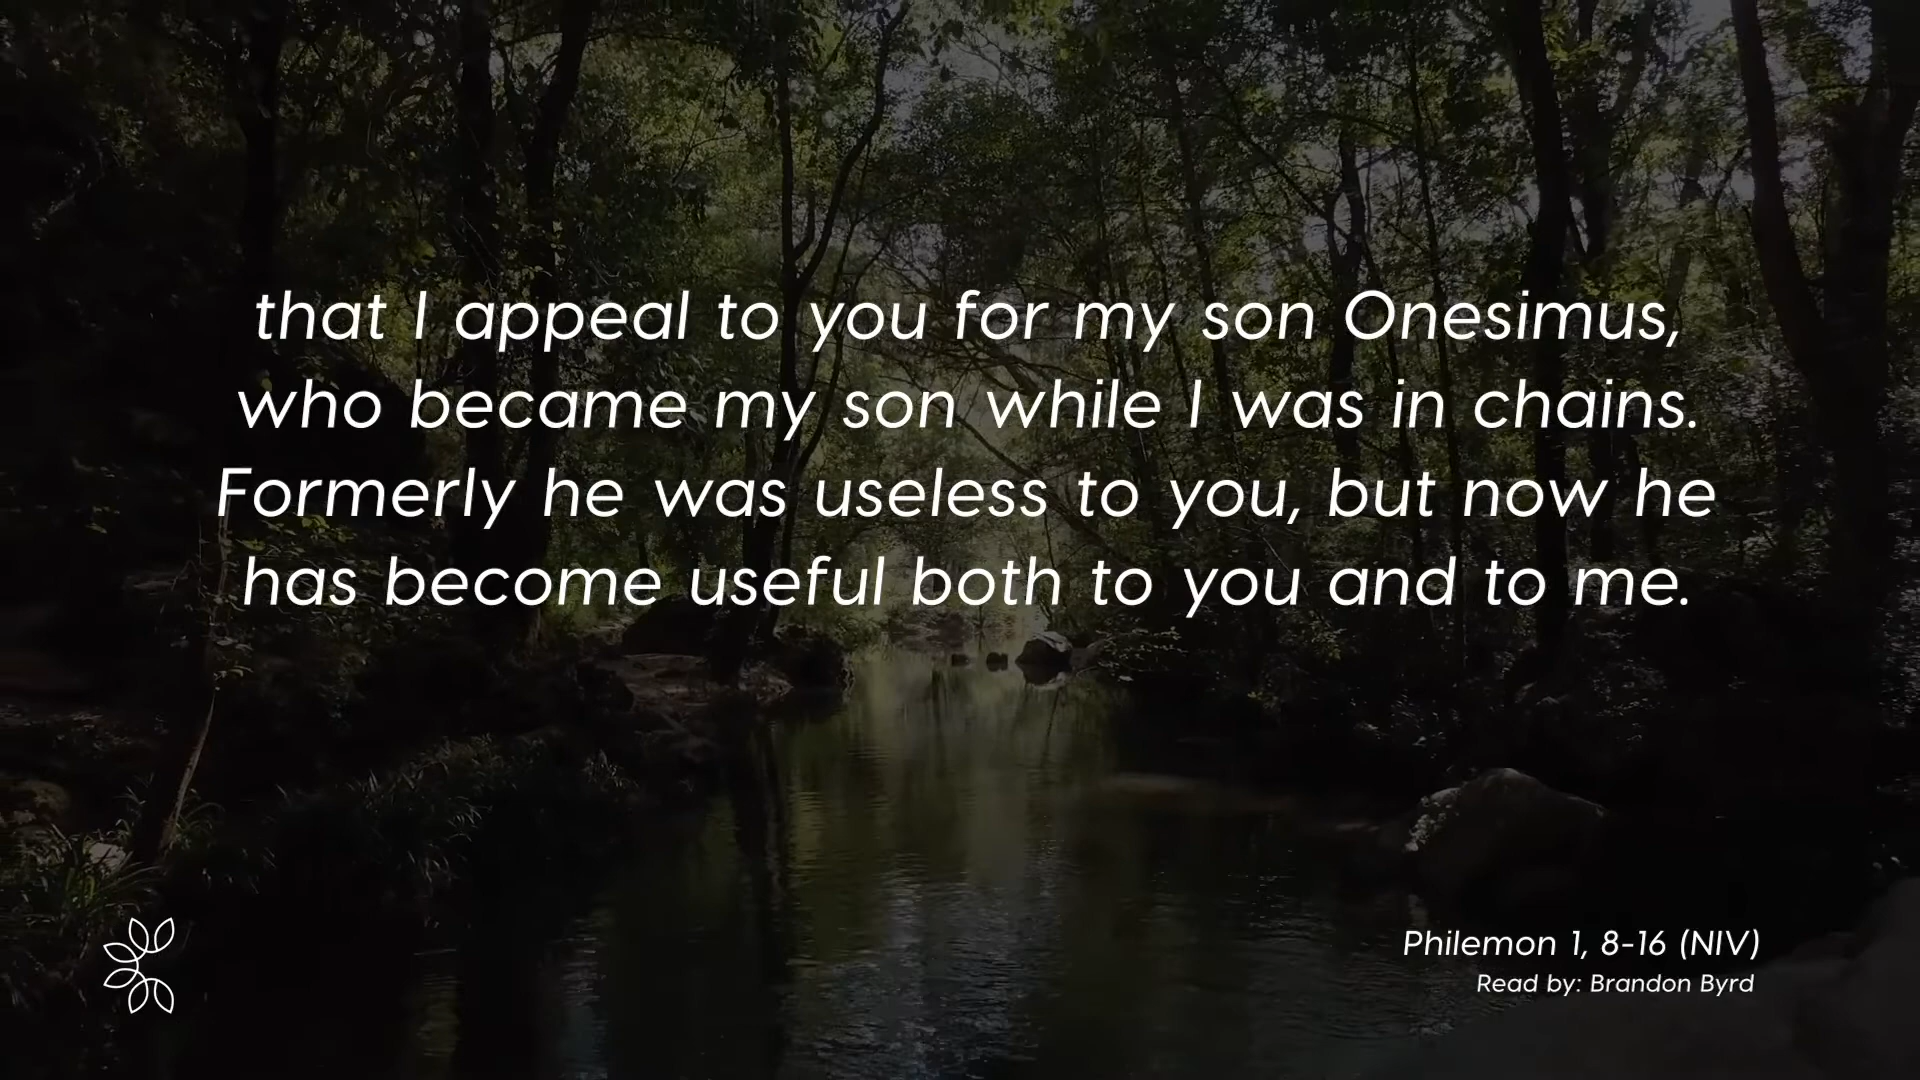 that I appeal to you for my son Onesimus,
who became my son while I was in chains.
Formerly he was useless to you, but now he
has become useful both to you and to me.
Philemon 1, 8-16 (NIV)
Read by: Brandon Byrd